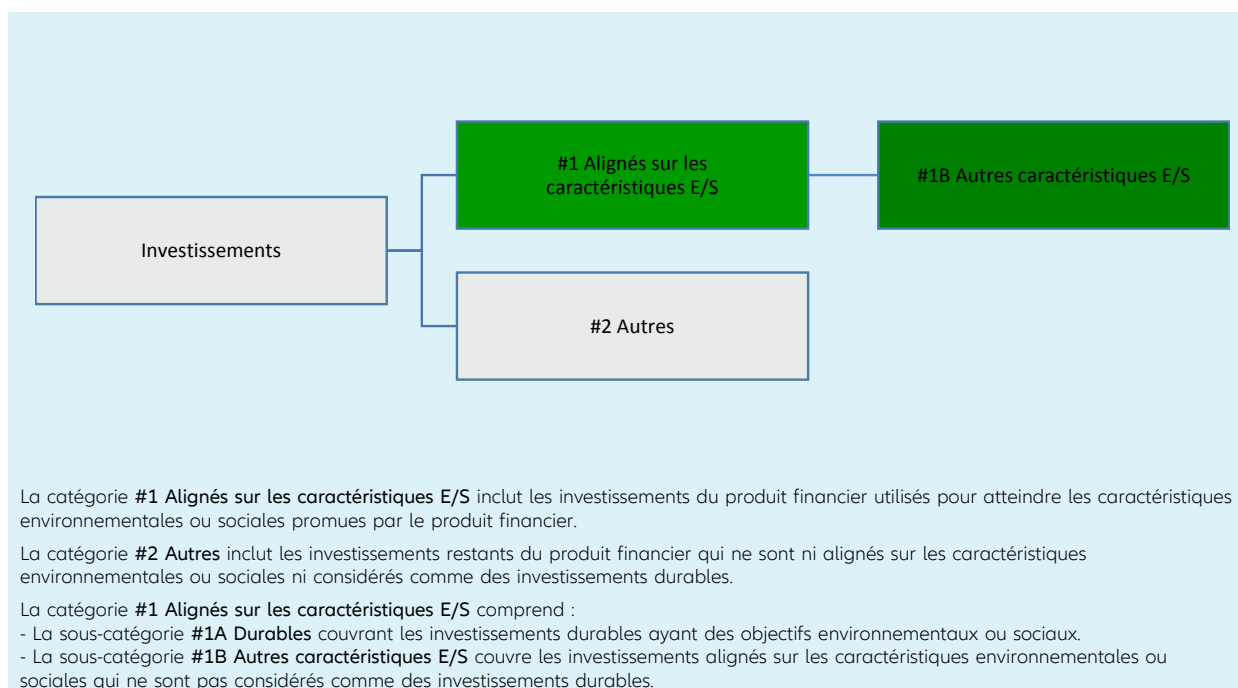 #1 Alignés sur les
caractéristiques E/S
#1B Autres caractéristiques E/S
Investissements
#2 Autres
La catégorie #1 Alignés sur les caractéristiques E/S inclut les investissements du produit financier utilisés pour atteindre les caractéristiques
environnementales ou sociales promues par le produit financier.
La catégorie #2 Autres inclut les investissements restants du produit financier qui ne sont ni alignés sur les caractéristiques
environnementales ou sociales ni considérés comme des investissements durables.
La catégorie #1 Alignés sur les caractéristiques E/S comprend :
- La sous-catégorie #1A Durables couvrant les investissements durables ayant des objectifs environnementaux ou sociaux.
- La sous-catégorie #1B Autres caractéristiques E/S couvre les investissements alignés sur les caractéristiques environnementales ou
sociales qui ne sont pas considérés comme des investissements durables.